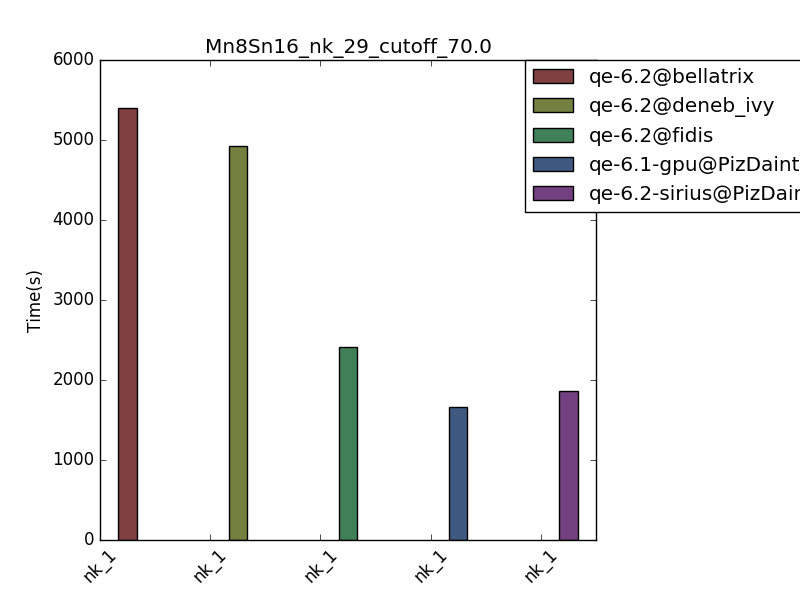 Mn8Sn16_nk_29_cutoff_70.0
6000
5000
4000
3000
2000
1000
0
Time(s)
qe-6.2@bellatrix
qe-6.2@deneb_ivy
qe-6.2@fidis
qe-6.1-gpu@PizDaint
qe-6.2-sirius@PizDain
nk_1
nk_1
nk_1
nk_1
nk_1